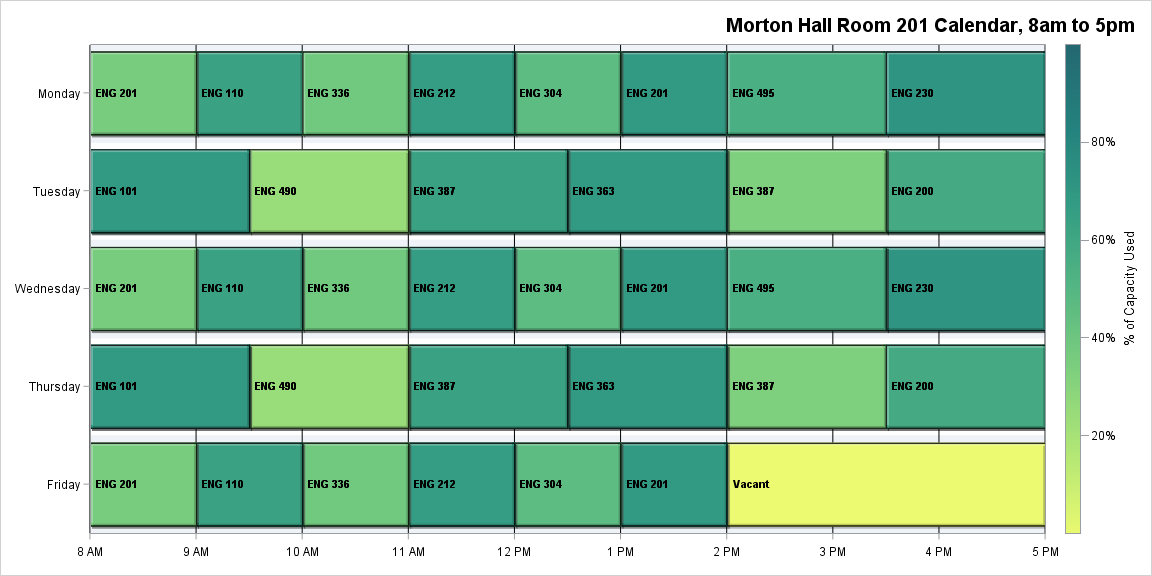 Morton Hall Room 201 Calendar, 8am to 5pm
Monday ENG 201 ENG 110 ENG 336 ENG 212 ENG 304 ENG 201 ENG 495 ENG 230
80%
Tuesday ENG 101 ENG 490 ENG 387 ENG 363 ENG 387 ENG 200
60%
% of Capacity Used
Wednesday ENG 201 ENG 110 ENG 336 ENG 212 ENG 304 ENG 201 ENG 495 ENG 230
40%
Thursday ENG 101 ENG 490 ENG 387 ENG 363 ENG 387 ENG 200
20%
Friday ENG 201 ENG 110 ENG 336 ENG 212 ENG 304 ENG 201 Vacant
8 AM 9 AM 10 AM 11 AM 12 PM 1 PM 2 PM 3 PM 4 PM 5 PM